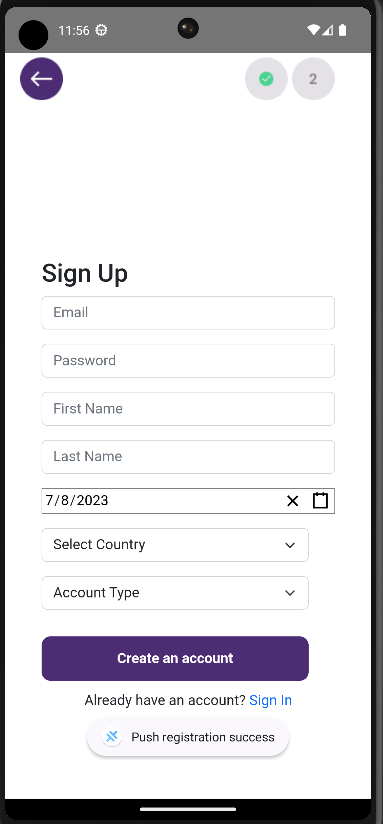 11:56
2
Sign Up
Email
Password
First Name
Last Name
7/8/2023
Select Country
Account Type
Create an account
Already have an account? Sign In
Push registration success